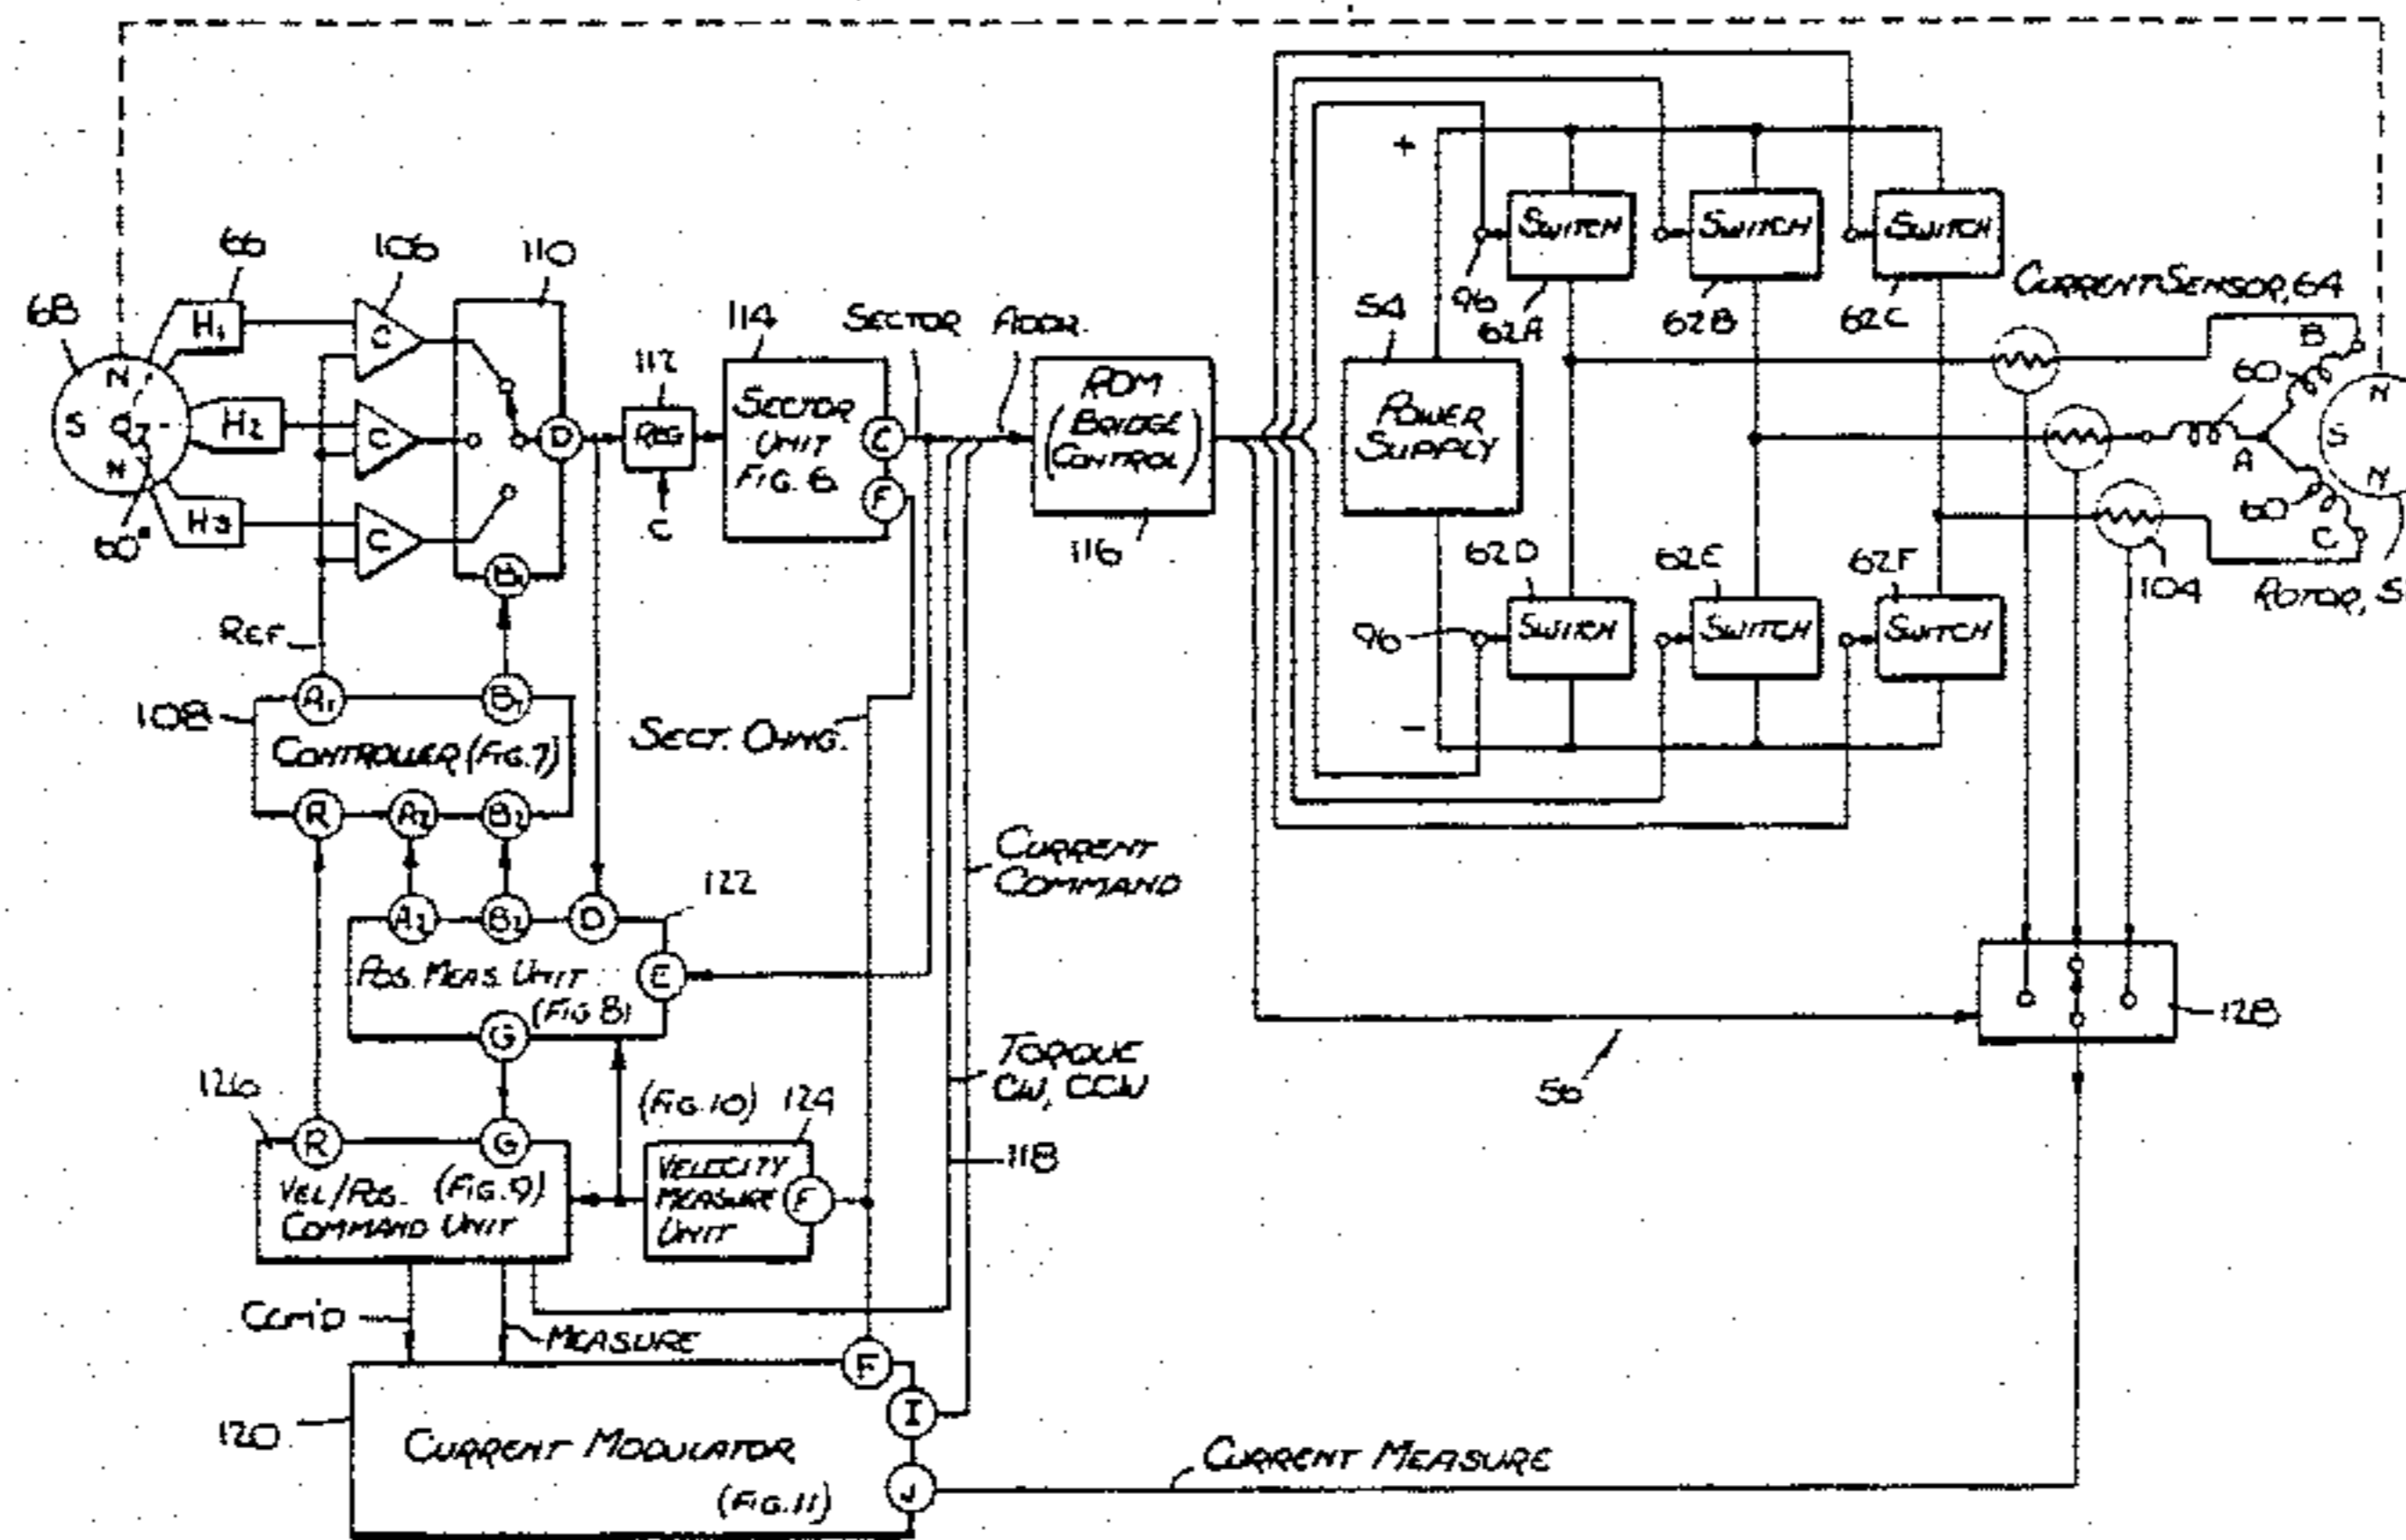 66
106
110
68
H1
C
N
S
N
H2
C
D
H3
C
60°
B1
REF
112
REG
C
114
SECTOR
UNIT
FIG. 6
C
F
SECTOR
ADDR.
ROM
(BRIDGE
CONTROL)
116
+
-
54
POWER
SUPPLY
SWITCH
SWITCH
SWITCH
96
62A
62B
62C
CURRENT SENSOR, 64
B
60
A
60
C
N
S
N
104
ROTOR,
62D
62E
62F
96
SWITCH
SWITCH
SWITCH
A1
B1
108
CONTROLLER (FIG. 7)
R
A2
B2
SECT. CHNG.
CURRENT
COMMAND
122
A2
B2
D
POS. MEAS. UNIT
(FIG 8)
E
G
TORQUE
CW, CCW
118
56
128
126
R
G
VEL/POS. (FIG. 9)
COMMAND UNIT
(FIG. 10)
124
VELOCITY
MEASURE
UNIT
F
COM'D
MEASURE
F
I
J
120
CURRENT MODULATOR
(FIG. 11)
CURRENT MEASURE